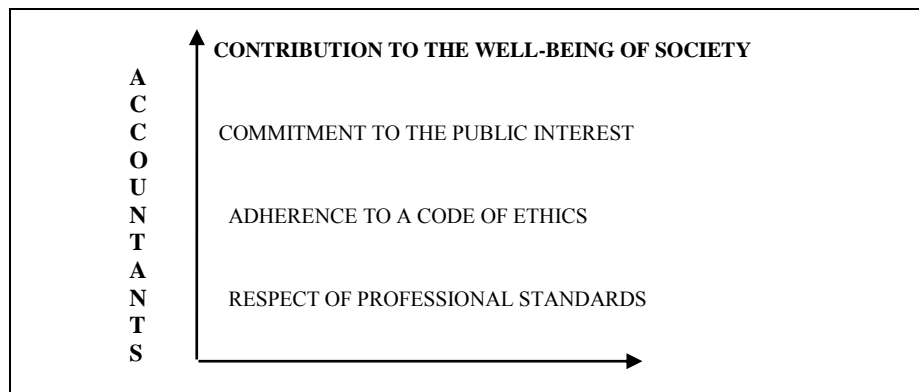 CONTRIBUTION TO THE WELL-BEING OF SOCIETY
COMMITMENT TO THE PUBLIC INTEREST
ADHERENCE TO A CODE OF ETHICS
RESPECT OF PROFESSIONAL STANDARDS
ACCOUNTANTS